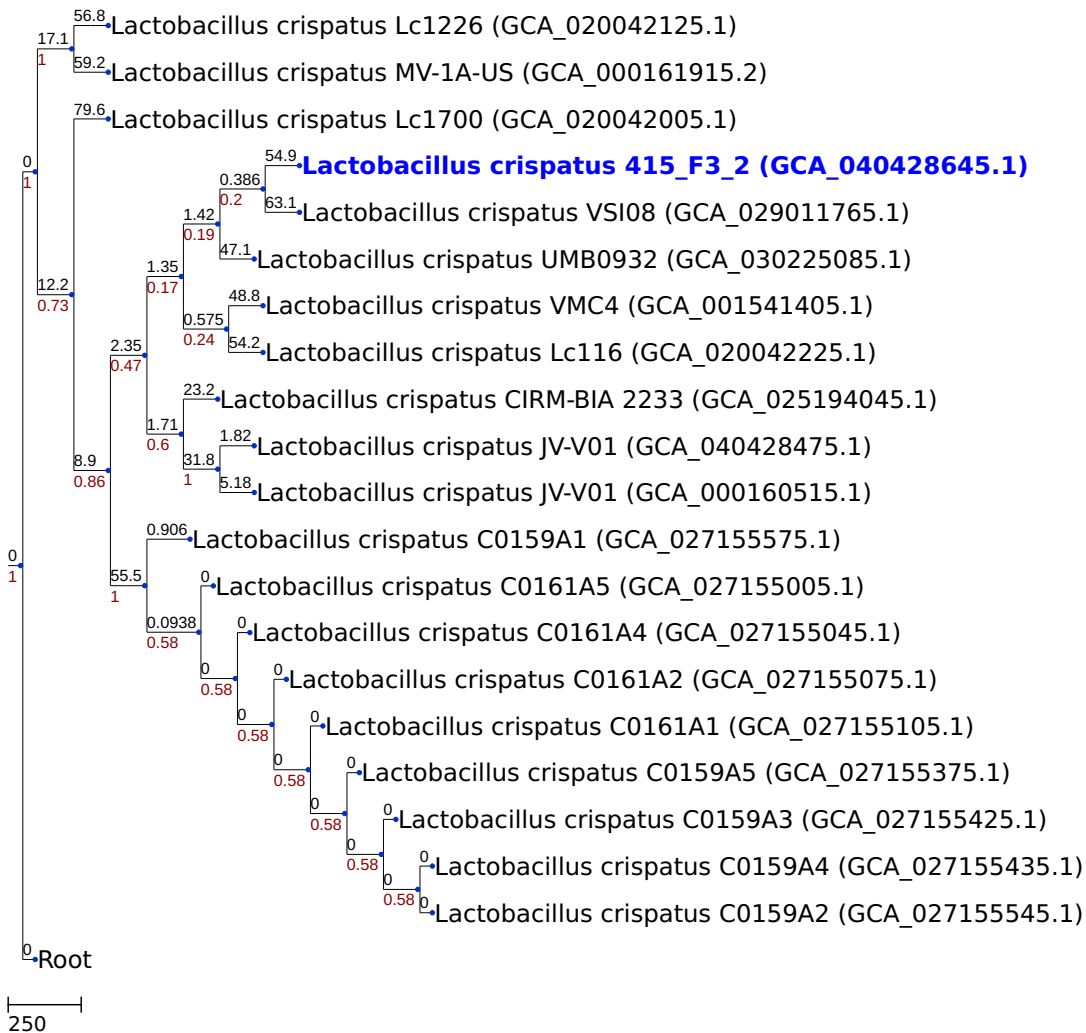 56.8
Lactobacillus crispatus Lc1226 (GCA_020042125.1)
17.1
1
59.2
Lactobacillus crispatus MV-1A-US (GCA_000161915.2)
79.6
Lactobacillus crispatus Lc1700 (GCA_020042005.1)
0
1
54.9
Lactobacillus crispatus 415_F3_2 (GCA_040428645.1)
0.386
0.2
63.1
Lactobacillus crispatus VSI08 (GCA_029011765.1)
1.42
0.19
47.1
Lactobacillus crispatus UMB0932 (GCA_030225085.1)
1.35
0.17
12.2
0.73
48.8
Lactobacillus crispatus VMC4 (GCA_001541405.1)
0.575
0.24
54.2
Lactobacillus crispatus Lc116 (GCA_020042225.1)
2.35
0.47
23.2
Lactobacillus crispatus CIRM-BIA 2233 (GCA_025194045.1)
1.71
0.6
1.82
Lactobacillus crispatus JV-V01 (GCA_040428475.1)
31.8
1
5.18
Lactobacillus crispatus JV-V01 (GCA_000160515.1)
8.9
0.86
0.906
Lactobacillus crispatus C0159A1 (GCA_027155575.1)
0
1
55.5
1
0
Lactobacillus crispatus C0161A5 (GCA_027155005.1)
0.0938
0.58
0
Lactobacillus crispatus C0161A4 (GCA_027155045.1)
0
0.58
0
Lactobacillus crispatus C0161A2 (GCA_027155075.1)
0
0.58
0
Lactobacillus crispatus C0161A1 (GCA_027155105.1)
0
0.58
0
Lactobacillus crispatus C0159A5 (GCA_027155375.1)
0
0.58
0
Lactobacillus crispatus C0159A3 (GCA_027155425.1)
0
0.58
0
Lactobacillus crispatus C0159A4 (GCA_027155435.1)
0
0.58
0
Lactobacillus crispatus C0159A2 (GCA_027155545.1)
0
Root
250